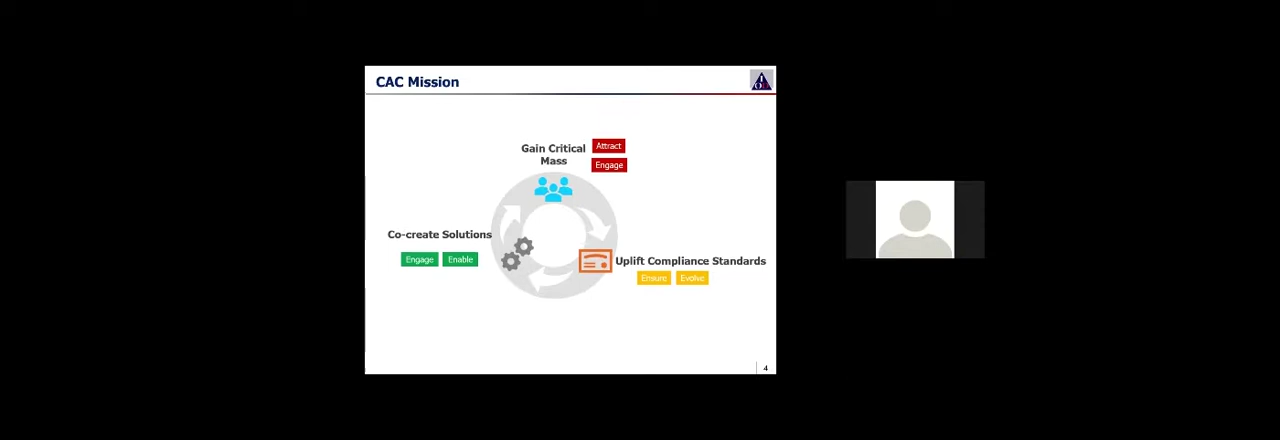 CAC Mission
Gain Critical
Mass
Attract
Engage
Co-create Solutions
Engage Enable
Uplift Compliance Standards
Ensure Evolve
4